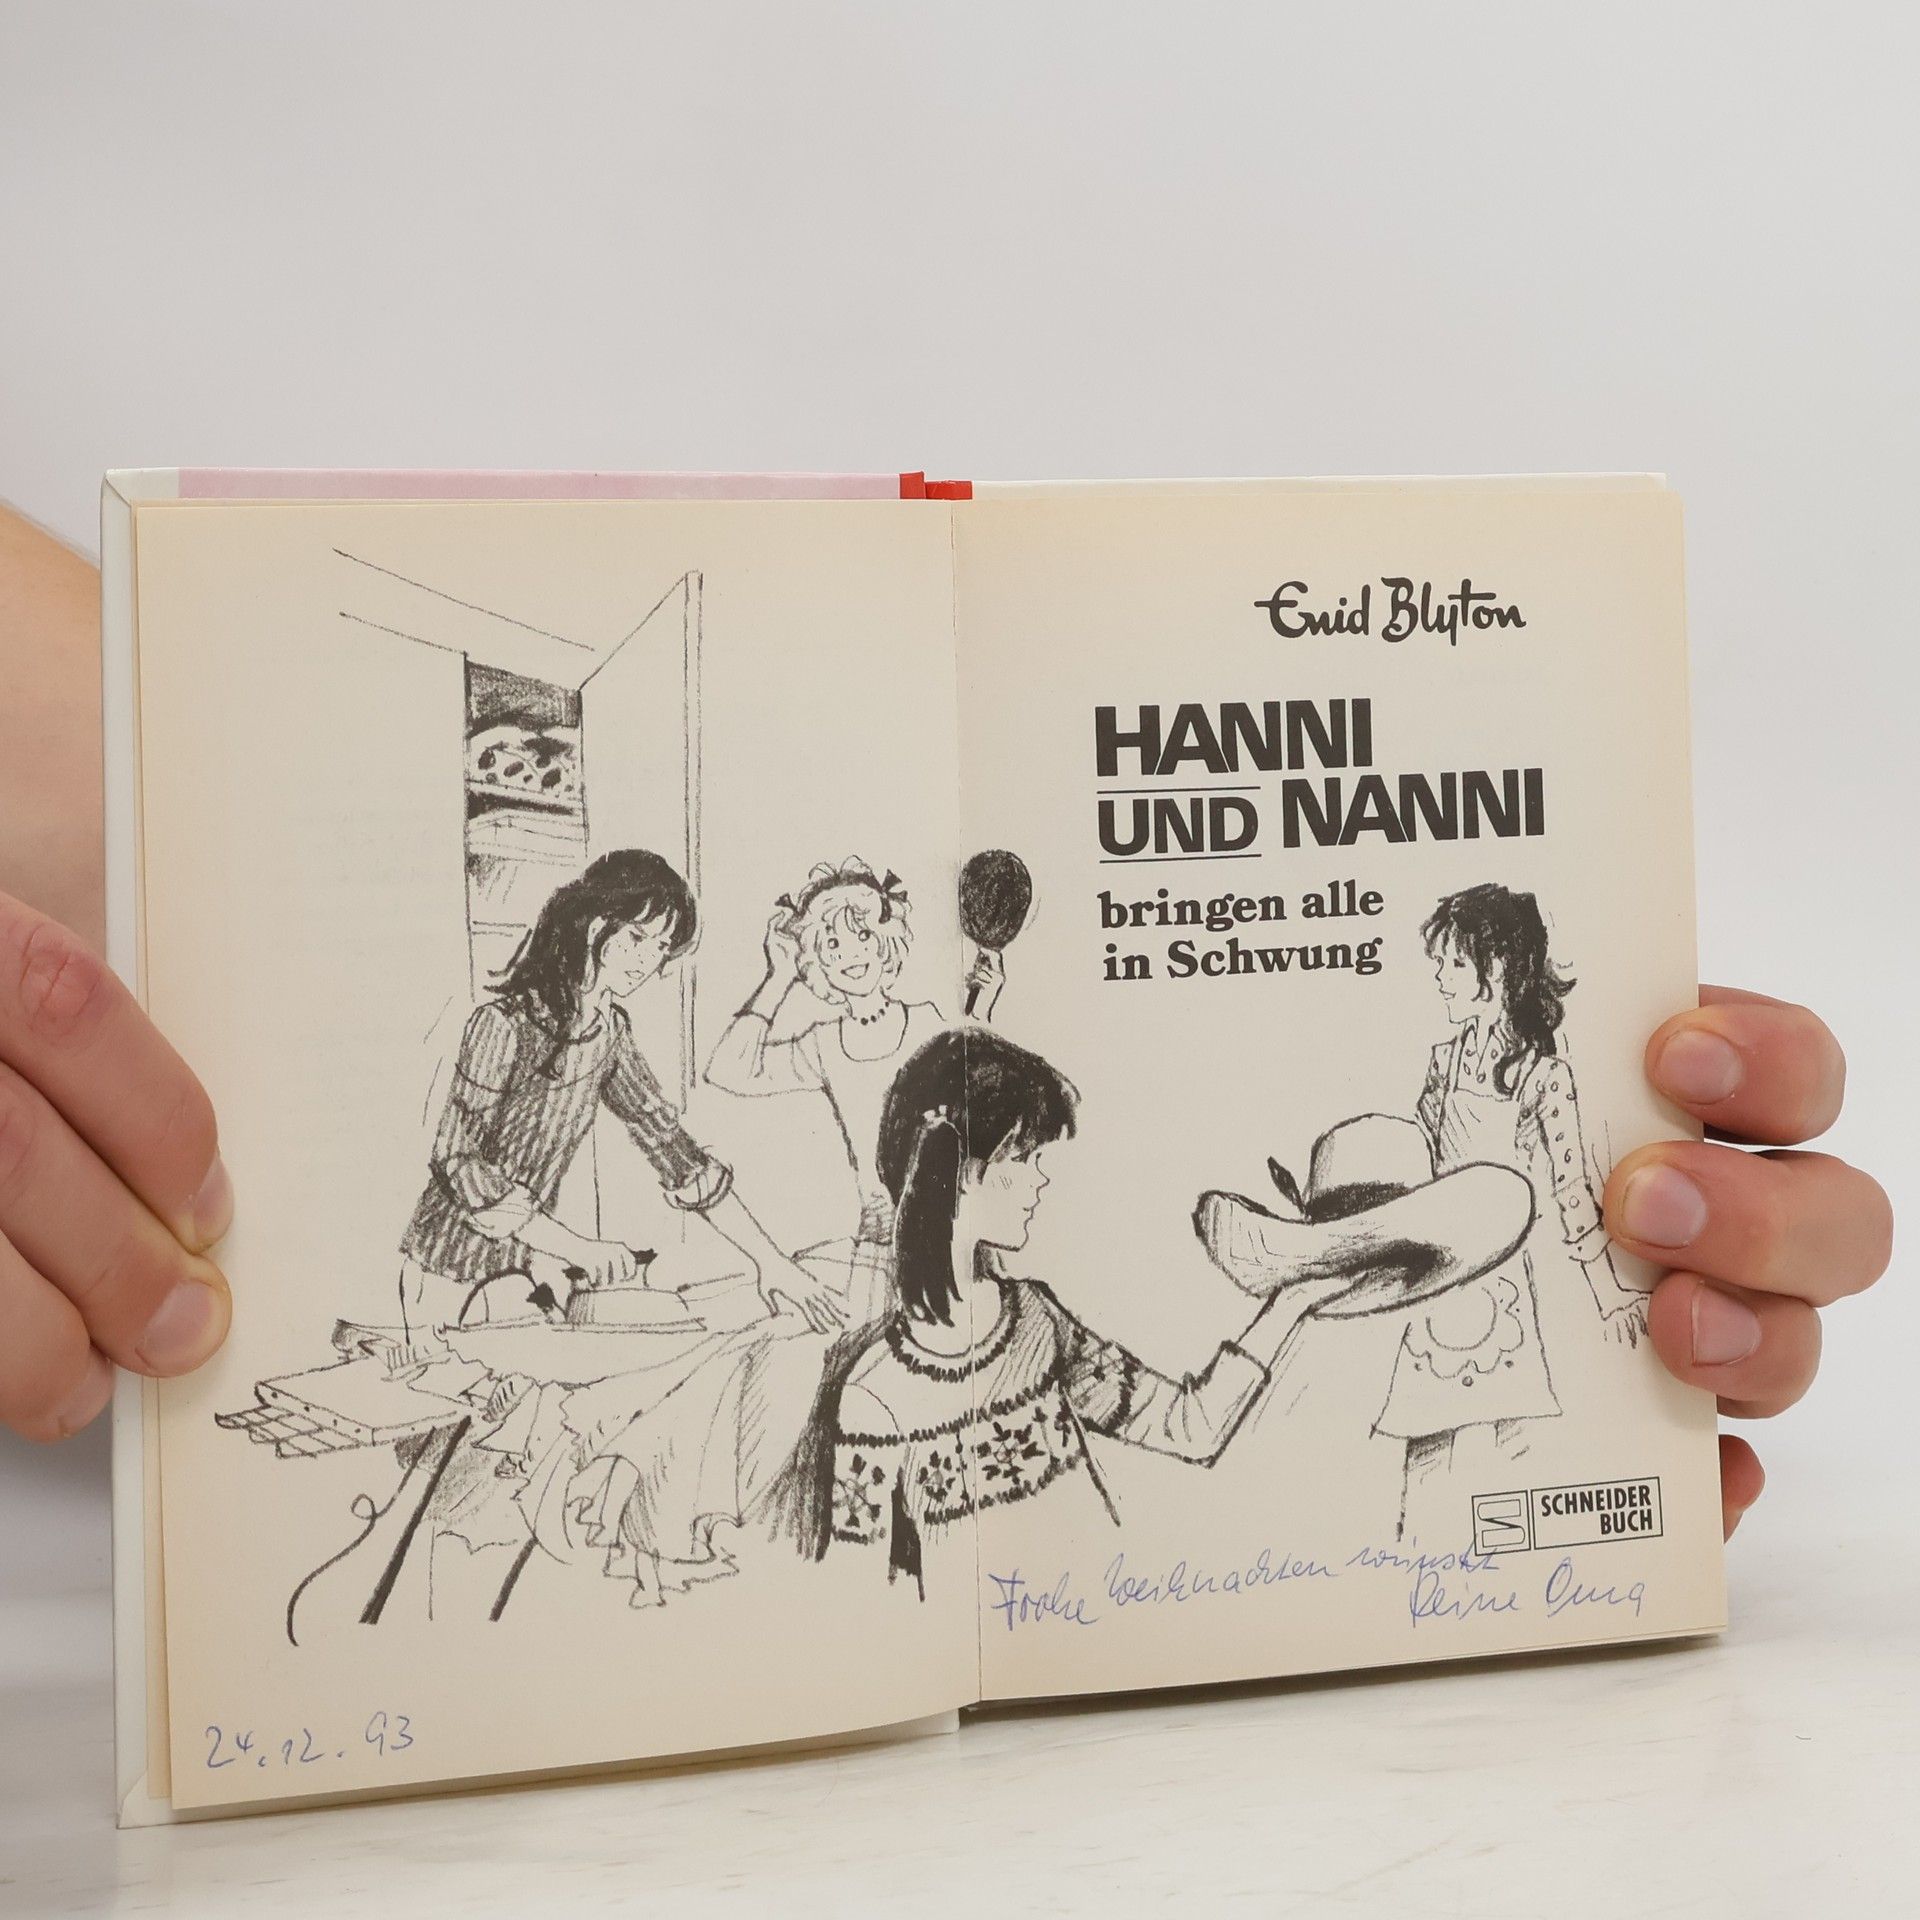 Enid Blyton
HANNI
UND NANNI
bringen alle
in Schwung
SCHNEIDER
BUCH
Frohe Weihnachten wünscht
Deine Oma
24.12.93